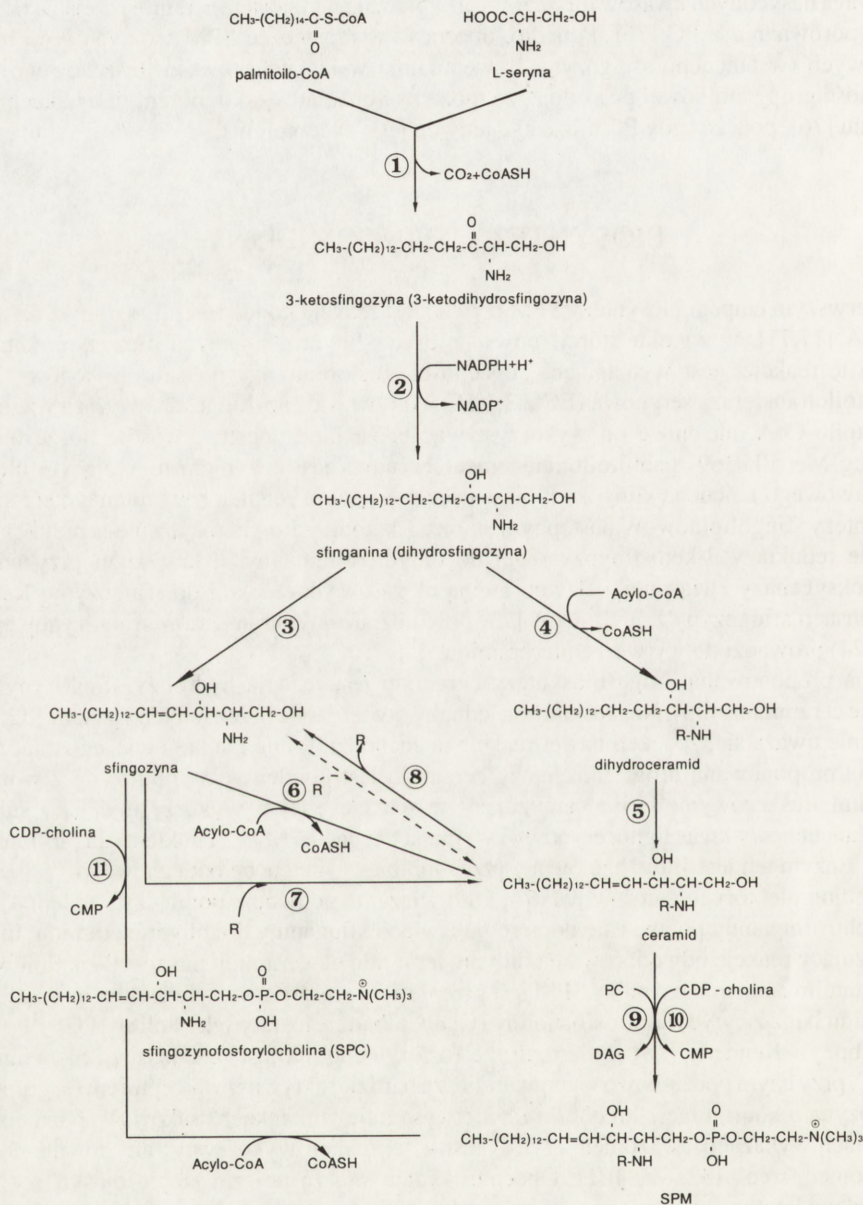 CH₃-(CH₂)₁₄-C-S-CoA
O
palmitoilo-CoA
HOOC-CH-CH₂-OH
NH₂
L-seryna
①
CO₂+CoASH
O
CH₃-(CH₂)₁₂-CH₂-CH₂-C-CH-CH₂-OH
NH₂
3-ketosfingozyna (3-ketodihydrosfingozyna)
②
NADPH+H⁺
NADP⁺
OH
CH₃-(CH₂)₁₂-CH₂-CH₂-CH-CH-CH₂-OH
NH₂
sfinganina (dihydrosfingozyna)
③
④
Acylo-CoA
CoASH
OH
CH₃-(CH₂)₁₂-CH=CH-CH-CH-CH₂-OH
NH₂
sfingozyna
OH
CH₃-(CH₂)₁₂-CH₂-CH₂-CH-CH-CH₂-OH
R-NH
dihydroceramid
R
⑧
⑥
R
Acylo-CoA
CoASH
⑤
CDP-cholina
⑪
CMP
⑦
R
OH
CH₃-(CH₂)₁₂-CH=CH-CH-CH-CH₂-OH
R-NH
ceramid
OH
O
CH₃-(CH₂)₁₂-CH=CH-CH-CH-CH₂-O-P-O-CH₂-CH₂-N(CH₃)₃
⊕
NH₂
OH
sfingozynofosforylocholina (SPC)
PC
CDP - cholina
⑨
⑩
DAG
CMP
Acylo-CoA
CoASH
OH
O
CH₃-(CH₂)₁₂-CH=CH-CH-CH-CH₂-O-P-O-CH₂-CH₂-N(CH₃)₃
⊕
R-NH
OH
SPM